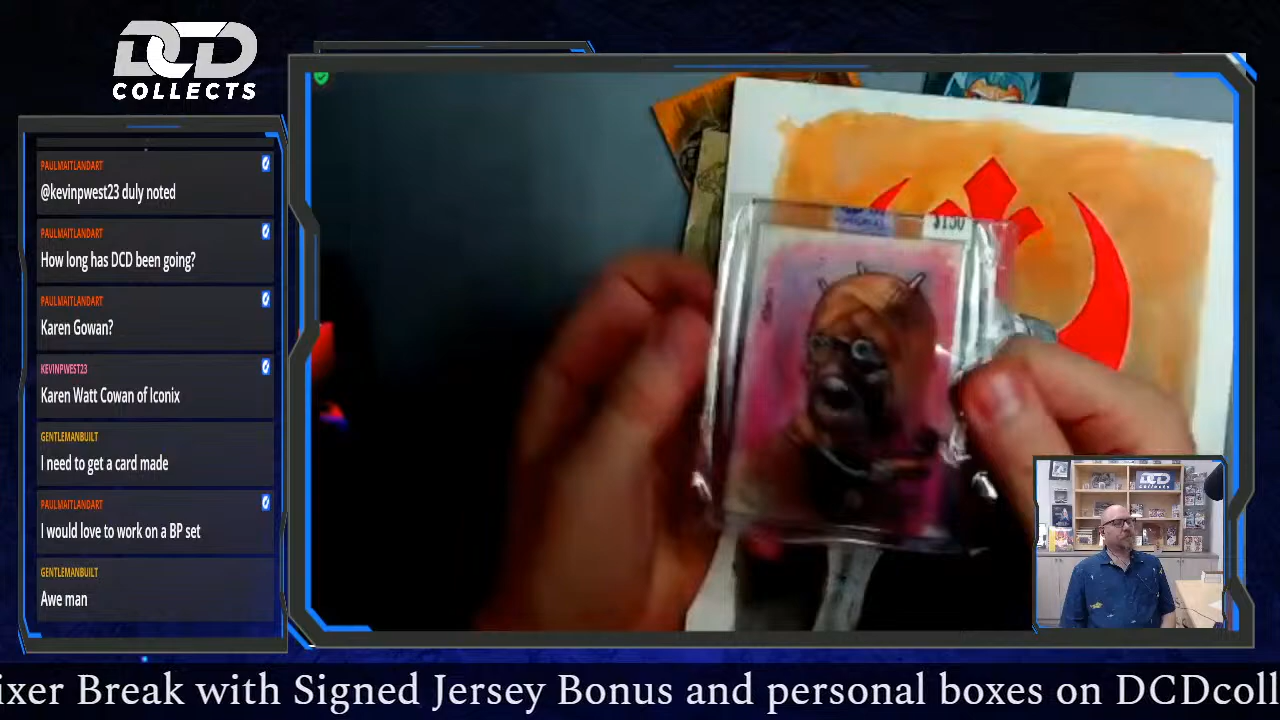 DCD
COLLECTS
PAULMAITLANDART
@kevinpwest23 duly noted
PAULMAITLANDART
How long has DCD been going?
PAULMAITLANDART
Karen Gowan?
KEVINPWEST23
Karen Watt Cowan of Iconix
GENTLEMANBUILT
I need to get a card made
PAULMAITLANDART
I would love to work on a BP set
GENTLEMANBUILT
Awe man
$150
DCD
COLLECTS
ixer Break with Signed Jersey Bonus and personal boxes on DCDcoll